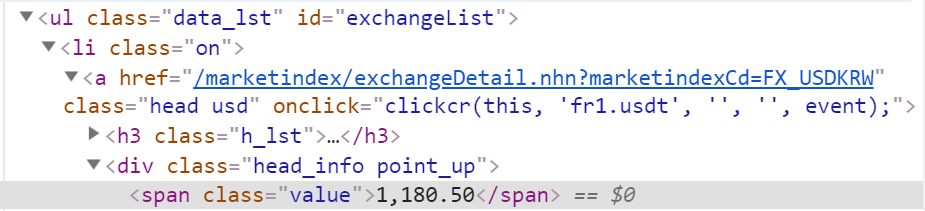 ▼<ul class="data_lst" id="exchangeList">
▼<li class="on">
▼<a href="/marketindex/exchangeDetail.nhn?marketindexCd=FX_USDKRW"
class="head usd" onclick="clickcr(this, 'fr1.usdt', '', '', event);">
▶<h3 class="h_lst">…</h3>
▼<div class="head_info point_up">
<span class="value">1,180.50</span> == $0